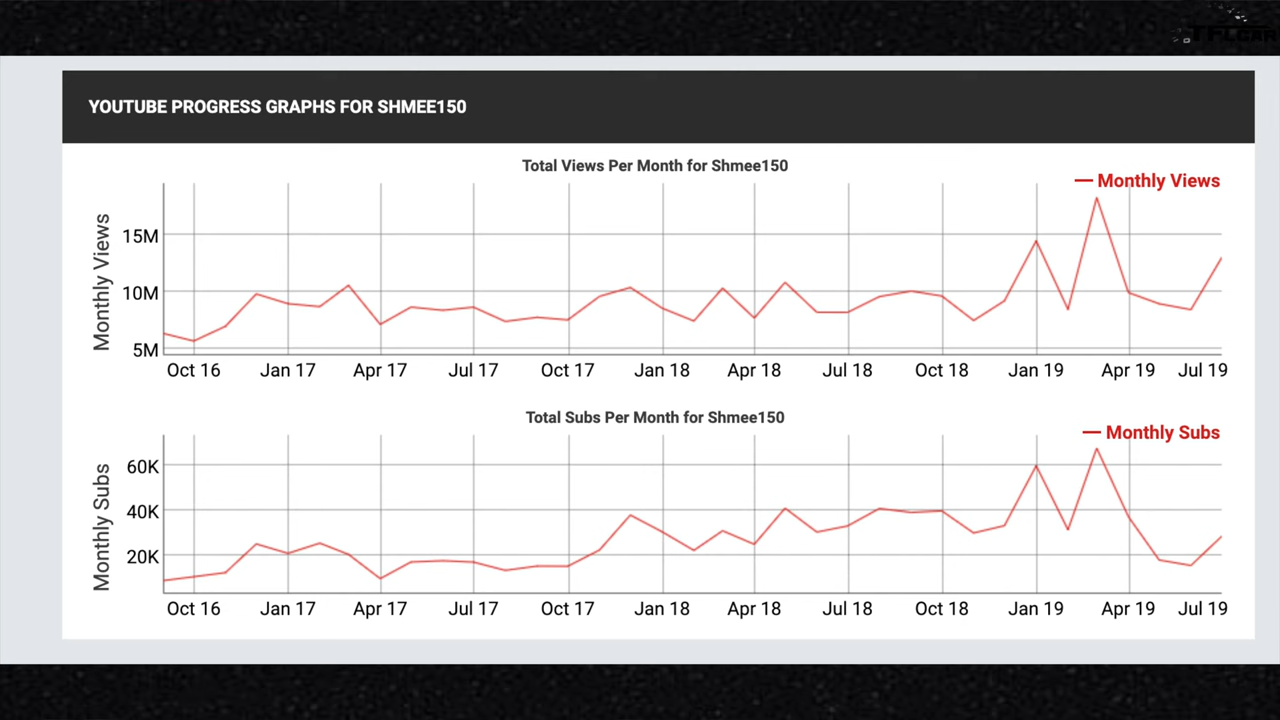 TFLCAR
YOUTUBE PROGRESS GRAPHS FOR SHMEE150
Total Views Per Month for Shmee150
Monthly Views
Monthly Views
15M
10M
5M
Oct 16 Jan 17 Apr 17 Jul 17 Oct 17 Jan 18 Apr 18 Jul 18 Oct 18 Jan 19 Apr 19 Jul 19
Total Subs Per Month for Shmee150
Monthly Subs
Monthly Subs
60K
40K
20K
Oct 16 Jan 17 Apr 17 Jul 17 Oct 17 Jan 18 Apr 18 Jul 18 Oct 18 Jan 19 Apr 19 Jul 19